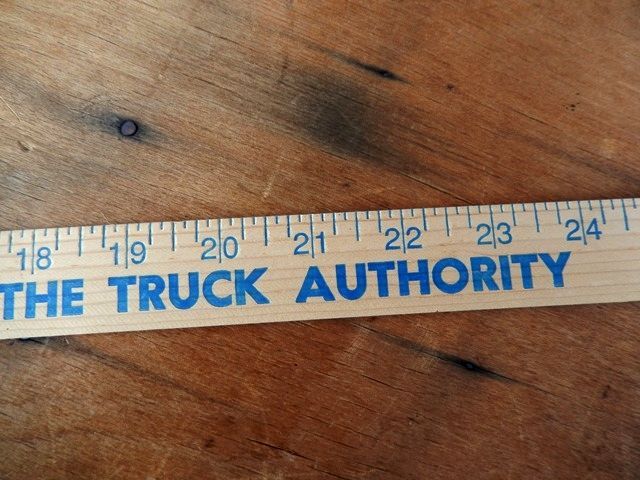 18 19 20 21 22 23 24
THE TRUCK AUTHORITY